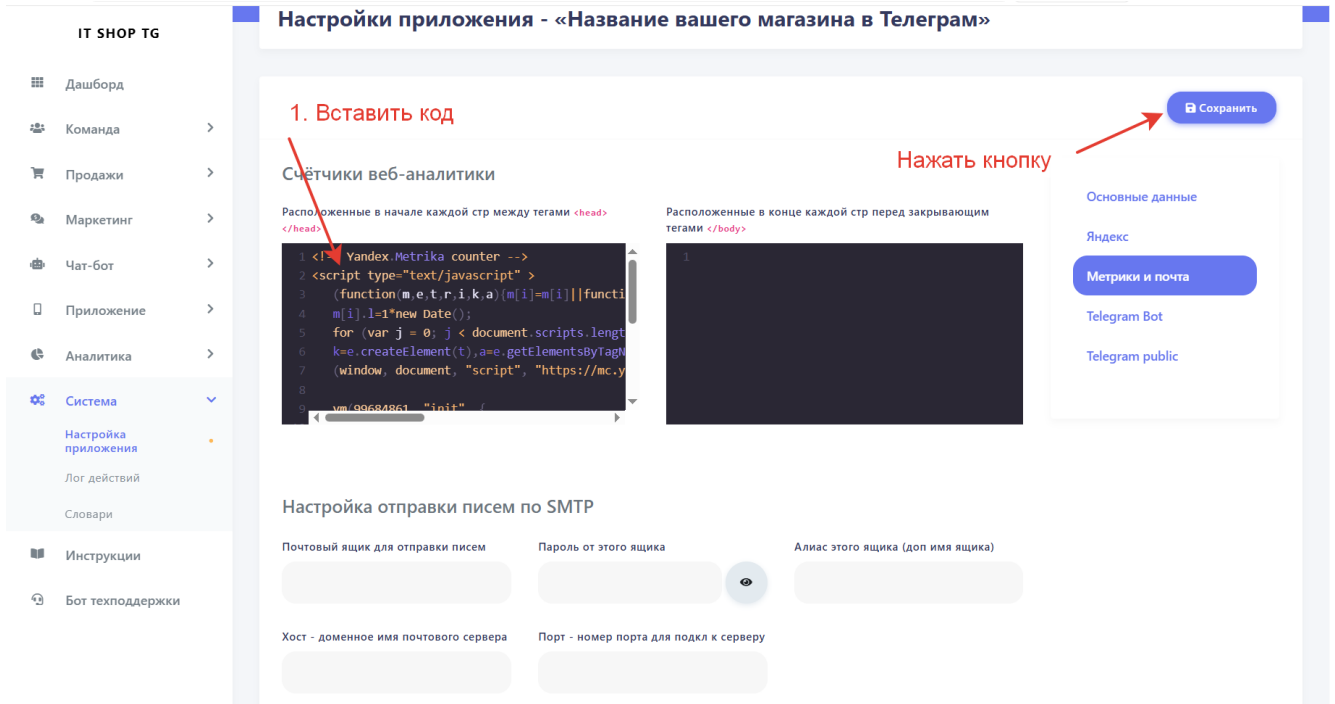 Настройки приложения - «Название вашего магазина в Телеграм»
IT SHOP TG
Дашборд
Команда
Продажи
Маркетинг
Чат-бот
Приложение
Аналитика
Система
Настройка
приложения
Лог действий
Словари
Инструкции
Бот техподдержки
1. Вставить код
Сохранить
Нажать кнопку
Счётчики веб-аналитики
Расположенные в начале каждой стр между тегами <head>
</head>
1 <!-- Yandex.Metrika counter -->
2 <script type="text/javascript" >
3 (function(m,e,t,r,i,k,a){m[i]=m[i]||functi
4 m[i].l=1*new Date();
5 for (var j = 0; j < document.scripts.lengt
6 k=e.createElement(t),a=e.getElementsByTagN
7 (window, document, "script", "https://mc.y
8
9 ym(99684861, "init", {
Расположенные в конце каждой стр перед закрывающим
тегами </body>
1
Основные данные
Яндекс
Метрики и почта
Telegram Bot
Telegram public
Настройка отправки писем по SMTP
Почтовый ящик для отправки писем
Пароль от этого ящика
Алиас этого ящика (доп имя ящика)
Хост - доменное имя почтового сервера
Порт - номер порта для подкл к серверу